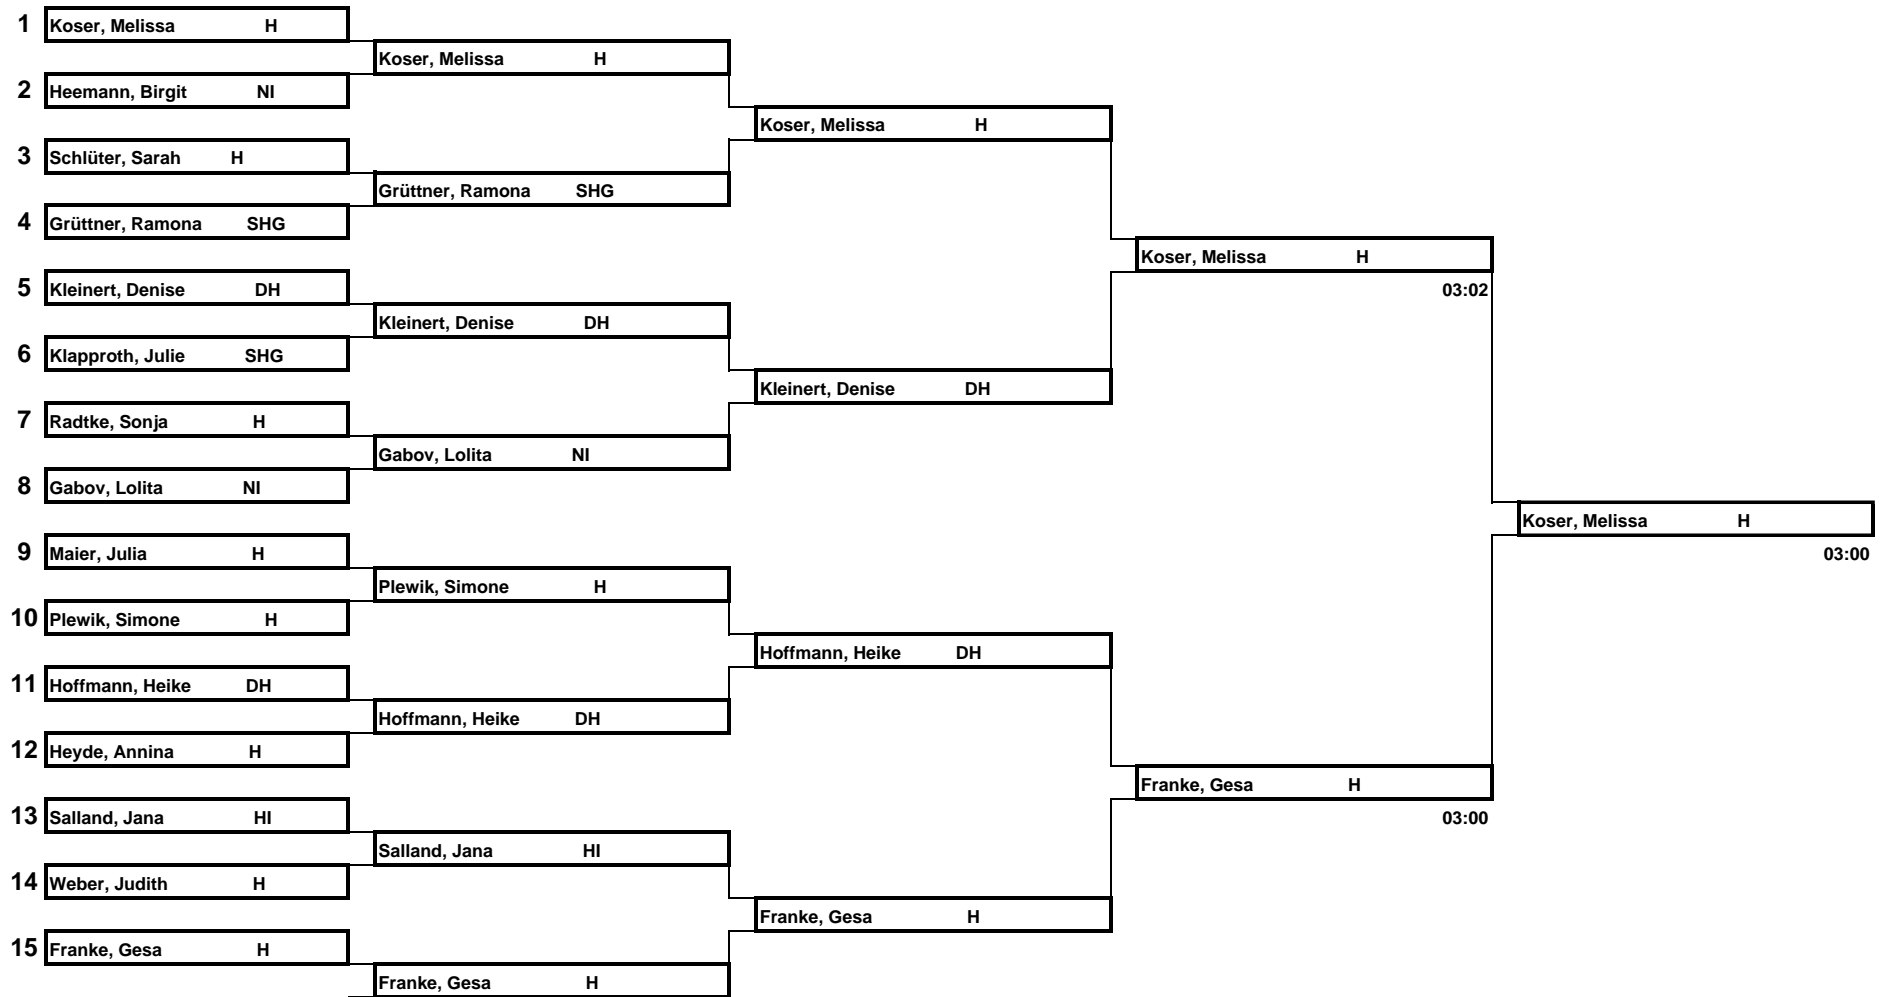 1 Koser, Melissa H
Koser, Melissa H
2 Heemann, Birgit NI
Koser, Melissa H
3 Schlüter, Sarah H
Grüttner, Ramona SHG
4 Grüttner, Ramona SHG
Koser, Melissa H
5 Kleinert, Denise DH
03:02
Kleinert, Denise DH
6 Klapproth, Julie SHG
Kleinert, Denise DH
7 Radtke, Sonja H
Gabov, Lolita NI
8 Gabov, Lolita NI
Koser, Melissa H
9 Maier, Julia H
03:00
Plewik, Simone H
10 Plewik, Simone H
Hoffmann, Heike DH
11 Hoffmann, Heike DH
Hoffmann, Heike DH
12 Heyde, Annina H
Franke, Gesa H
13 Salland, Jana HI
03:00
Salland, Jana HI
14 Weber, Judith H
Franke, Gesa H
15 Franke, Gesa H
Franke, Gesa H